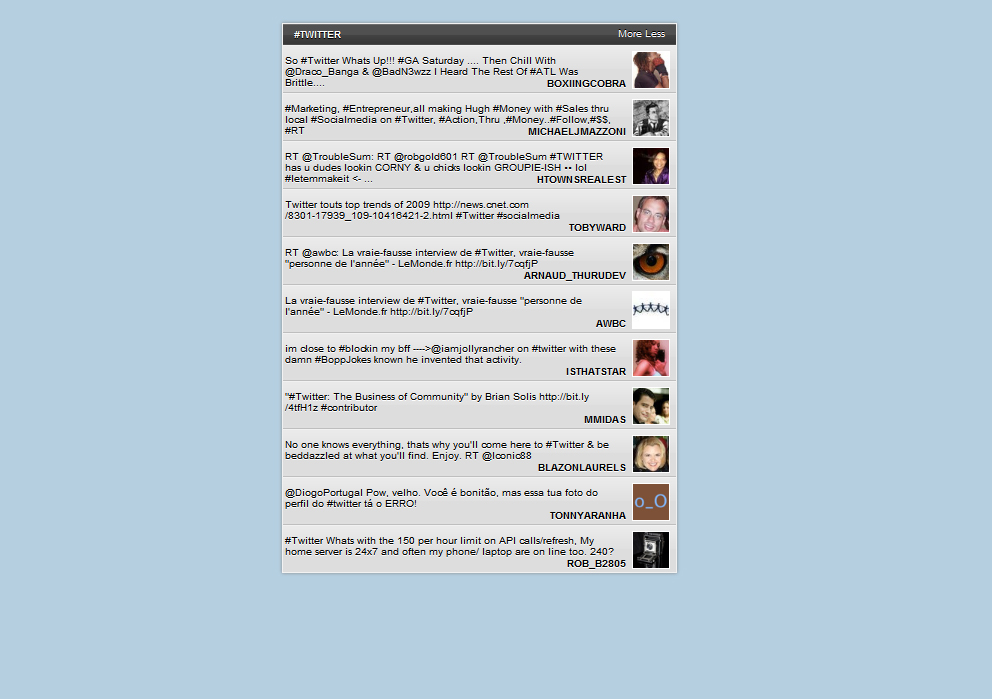 #TWITTER
More Less
So #Twitter Whats Up!!! #GA Saturday .... Then Chill With
@Draco_Banga & @BadN3wzz I Heard The Rest Of #ATL Was
Brittle....
BOXIINGCOBRA
#Marketing, #Entrepreneur,all making Hugh #Money with #Sales thru
local #Socialmedia on #Twitter, #Action,Thru ,#Money..#Follow,#$$,
#RT
MICHAELJMAZZONI
RT @TroubleSum: RT @robgold601 RT @TroubleSum #TWITTER
has u dudes lookin CORNY & u chicks lookin GROUPIE-ISH •• lol
#letemmakeit <- ...
HTOWNSREALEST
Twitter touts top trends of 2009 http://news.cnet.com
/8301-17939_109-10416421-2.html #Twitter #socialmedia
TOBYWARD
RT @awbc: La vraie-fausse interview de #Twitter, vraie-fausse
"personne de l'année" - LeMonde.fr http://bit.ly/7cqfjP
ARNAUD_THURUDEV
La vraie-fausse interview de #Twitter, vraie-fausse "personne de
l'année" - LeMonde.fr http://bit.ly/7cqfjP
AWBC
im close to #blockin my bff ---->@iamjollyrancher on #twitter with these
damn #BoppJokes known he invented that activity.
ISTHATSTAR
"#Twitter: The Business of Community" by Brian Solis http://bit.ly
/4tfH1z #contributor
MMIDAS
No one knows everything, thats why you'll come here to #Twitter & be
beddazzled at what you'll find. Enjoy. RT @Iconic88
BLAZONLAURELS
@DiogoPortugal Pow, velho. Você é bonitão, mas essa tua foto do
perfil do #twitter tá o ERRO!
TONNYARANHA
o_O
#Twitter Whats with the 150 per hour limit on API calls/refresh, My
home server is 24x7 and often my phone/ laptop are on line too. 240?
ROB_B2805